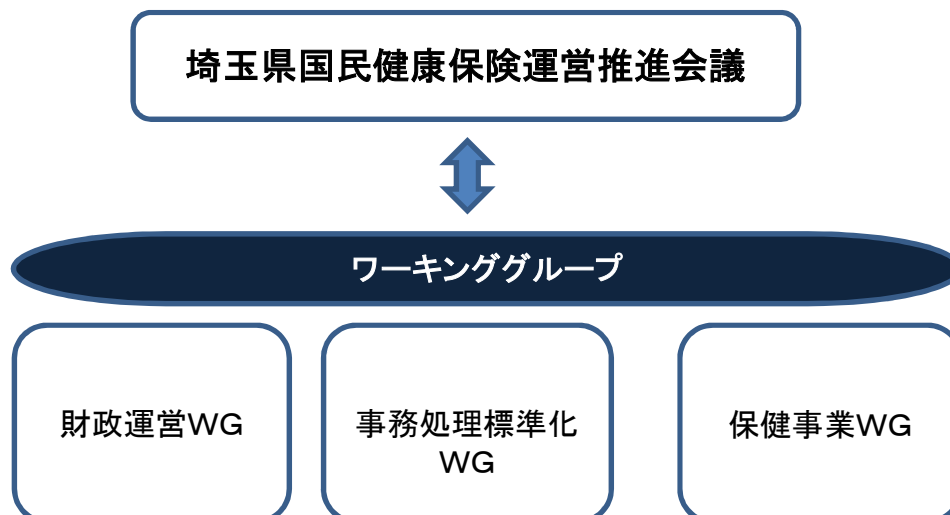 埼玉県国民健康保険運営推進会議
ワーキンググループ
財政運営WG
事務処理標準化
WG
保健事業WG